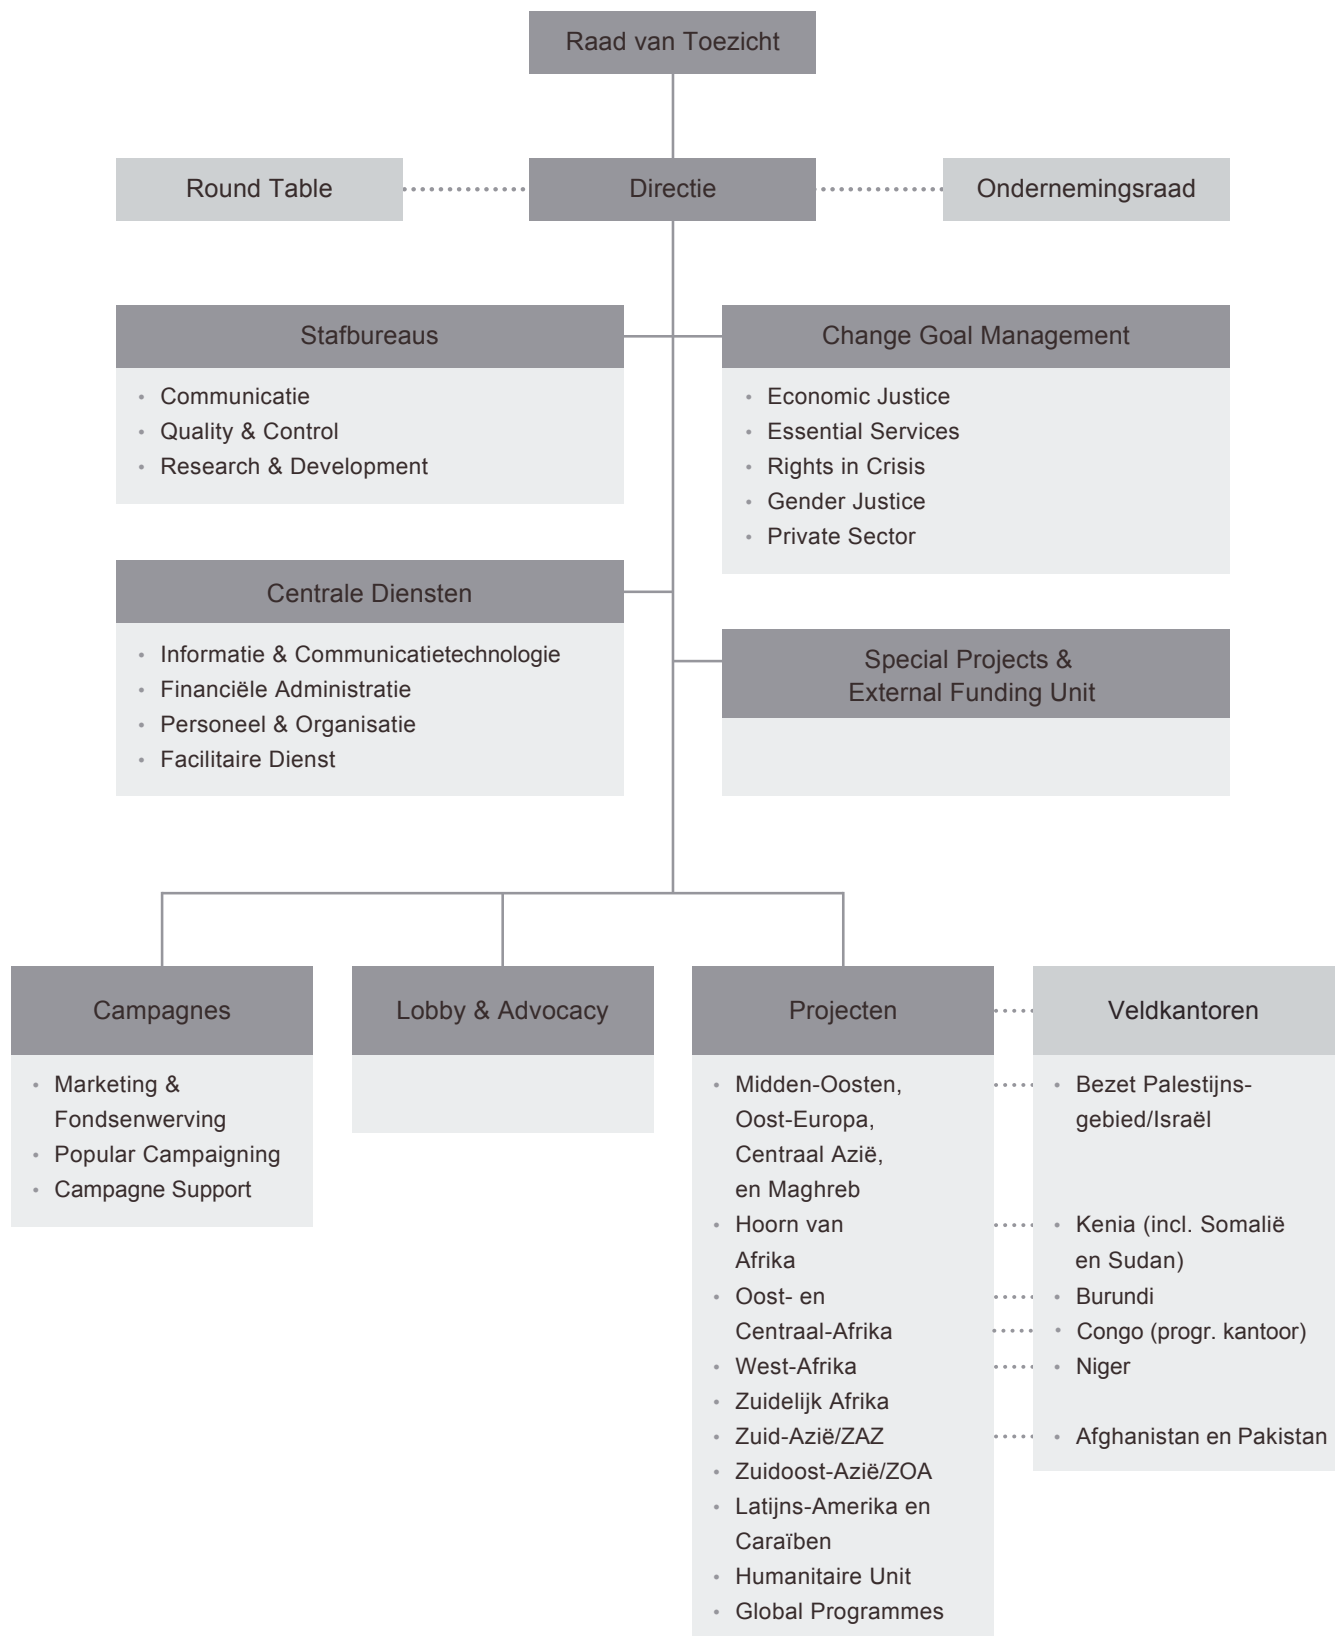 Raad van Toezicht
Round Table
Directie
Ondernemingsraad
Stafbureaus
• Communicatie
• Quality & Control
• Research & Development
Change Goal Management
• Economic Justice
• Essential Services
• Rights in Crisis
• Gender Justice
• Private Sector
Centrale Diensten
• Informatie & Communicatietechnologie
• Financiële Administratie
• Personeel & Organisatie
• Facilitaire Dienst
Special Projects &
External Funding Unit
Campagnes
• Marketing &
Fondsenwerving
• Popular Campaigning
• Campagne Support
Lobby & Advocacy
Projecten
• Midden-Oosten,
Oost-Europa,
Centraal Azië,
en Maghreb
• Hoorn van
Afrika
• Oost- en
Centraal-Afrika
• West-Afrika
• Zuidelijk Afrika
• Zuid-Azië/ZAZ
• Zuidoost-Azië/ZOA
• Latijns-Amerika en
Caraïben
• Humanitaire Unit
• Global Programmes
Veldkantoren
• Bezet Palestijns-
gebied/Israël
• Kenia (incl. Somalië
en Sudan)
• Burundi
• Congo (progr. kantoor)
• Niger
• Afghanistan en Pakistan